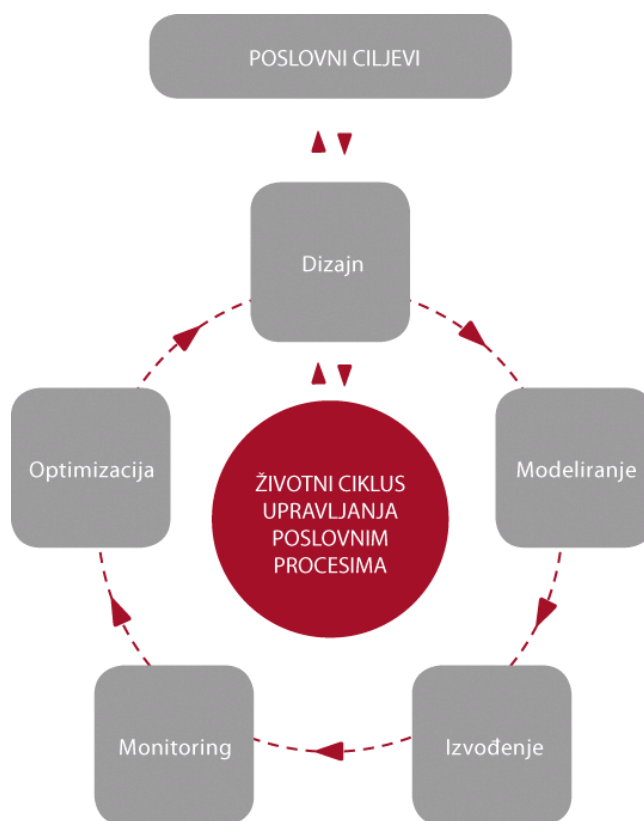 POSLOVNI CILJEVI
Dizajn
Optimizacija
Modeliranje
ŽIVOTNI CIKLUS
UPRAVLJANJA
POSLOVNIM
PROCESIMA
Monitoring
Izvođenje